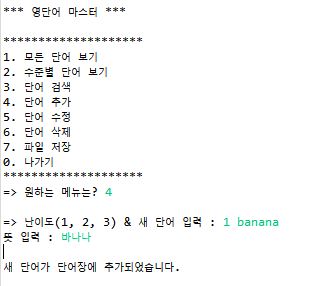 *** 영단어 마스터 ***
********************
1. 모든 단어 보기
2. 수준별 단어 보기
3. 단어 검색
4. 단어 추가
5. 단어 수정
6. 단어 삭제
7. 파일 저장
0. 나가기
********************
=> 원하는 메뉴는? 4
=> 난이도(1, 2, 3) & 새 단어 입력 : 1 banana
뜻 입력 : 바나나
새 단어가 단어장에 추가되었습니다.